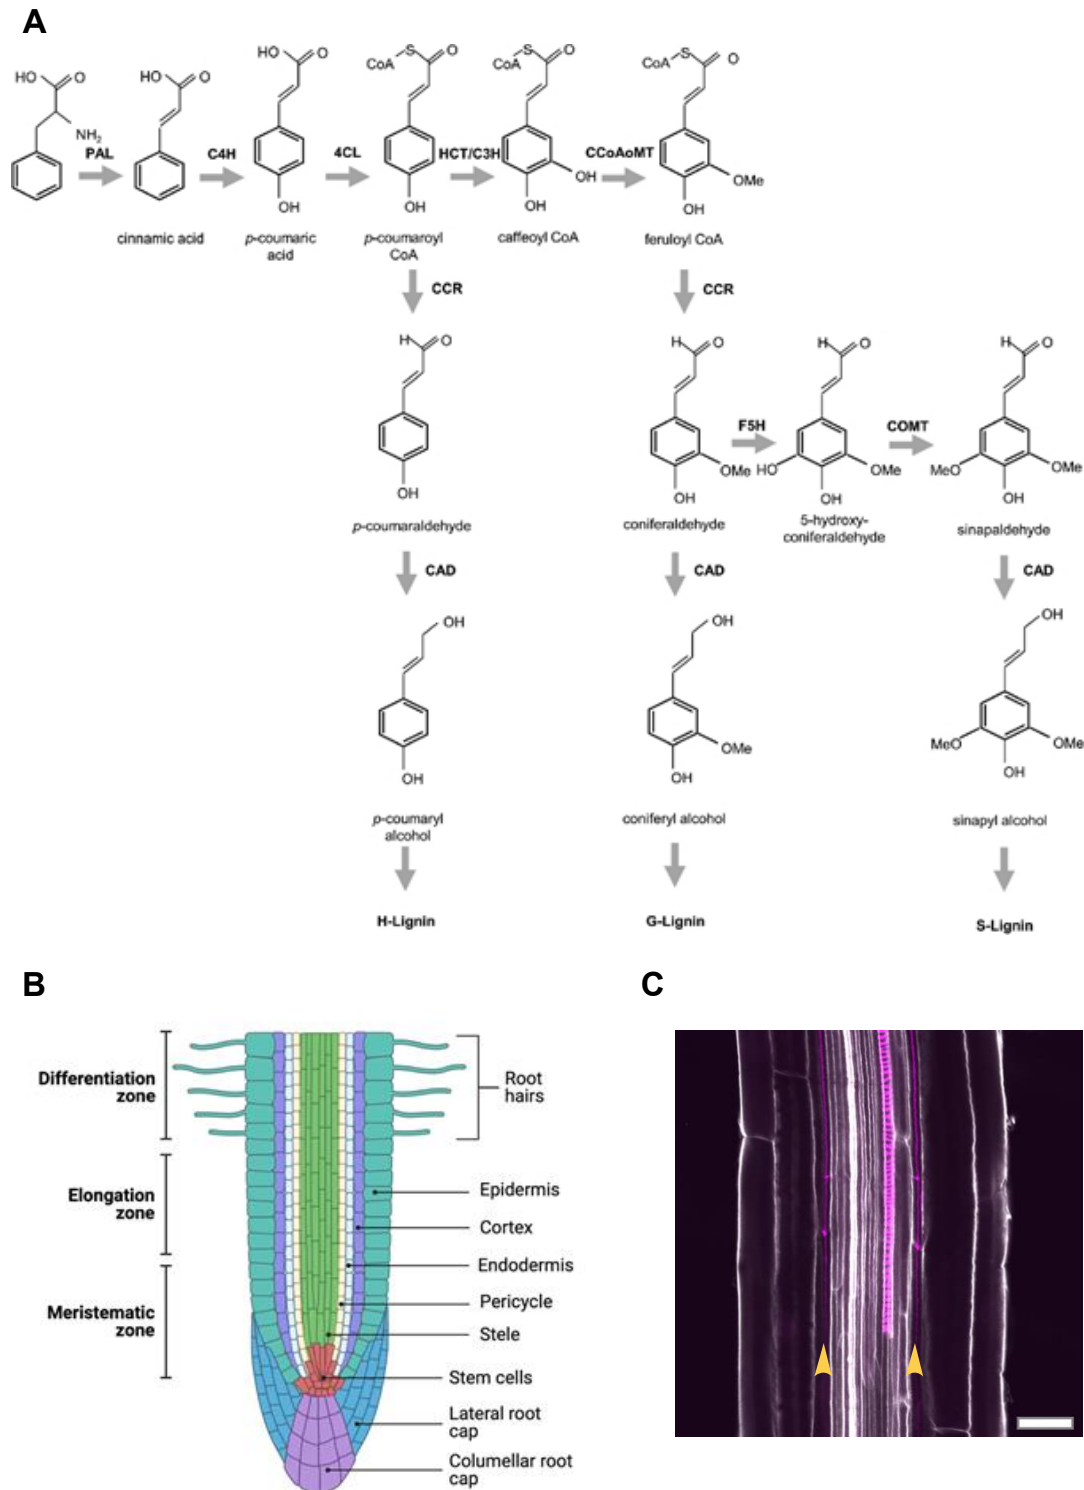 A
HO
O
NH2
PAL
HO
O
cinnamic acid
C4H
HO
O
OH
p-coumaric
acid
4CL
CoA
S
O
OH
p-coumaroyl
CoA
HCT/C3H
CoA
S
O
OH
OH
caffeoyl CoA
CCoAoMT
CoA
S
O
OMe
OH
feruloyl CoA
CCR
CCR
H
O
OH
p-coumaraldehyde
H
O
OMe
OH
coniferaldehyde
F5H
H
O
HO
OMe
OH
5-hydroxy-
coniferaldehyde
COMT
H
O
MeO
OMe
OH
sinapaldehyde
CAD
CAD
CAD
OH
OH
p-coumaryl
alcohol
OH
OMe
OH
coniferyl alcohol
OH
MeO
OMe
OH
sinapyl alcohol
H-Lignin
G-Lignin
S-Lignin
B
Differentiation
zone
Elongation
zone
Meristematic
zone
Root
hairs
Epidermis
Cortex
Endodermis
Pericycle
Stele
Stem cells
Lateral root
cap
Columellar root
cap
C